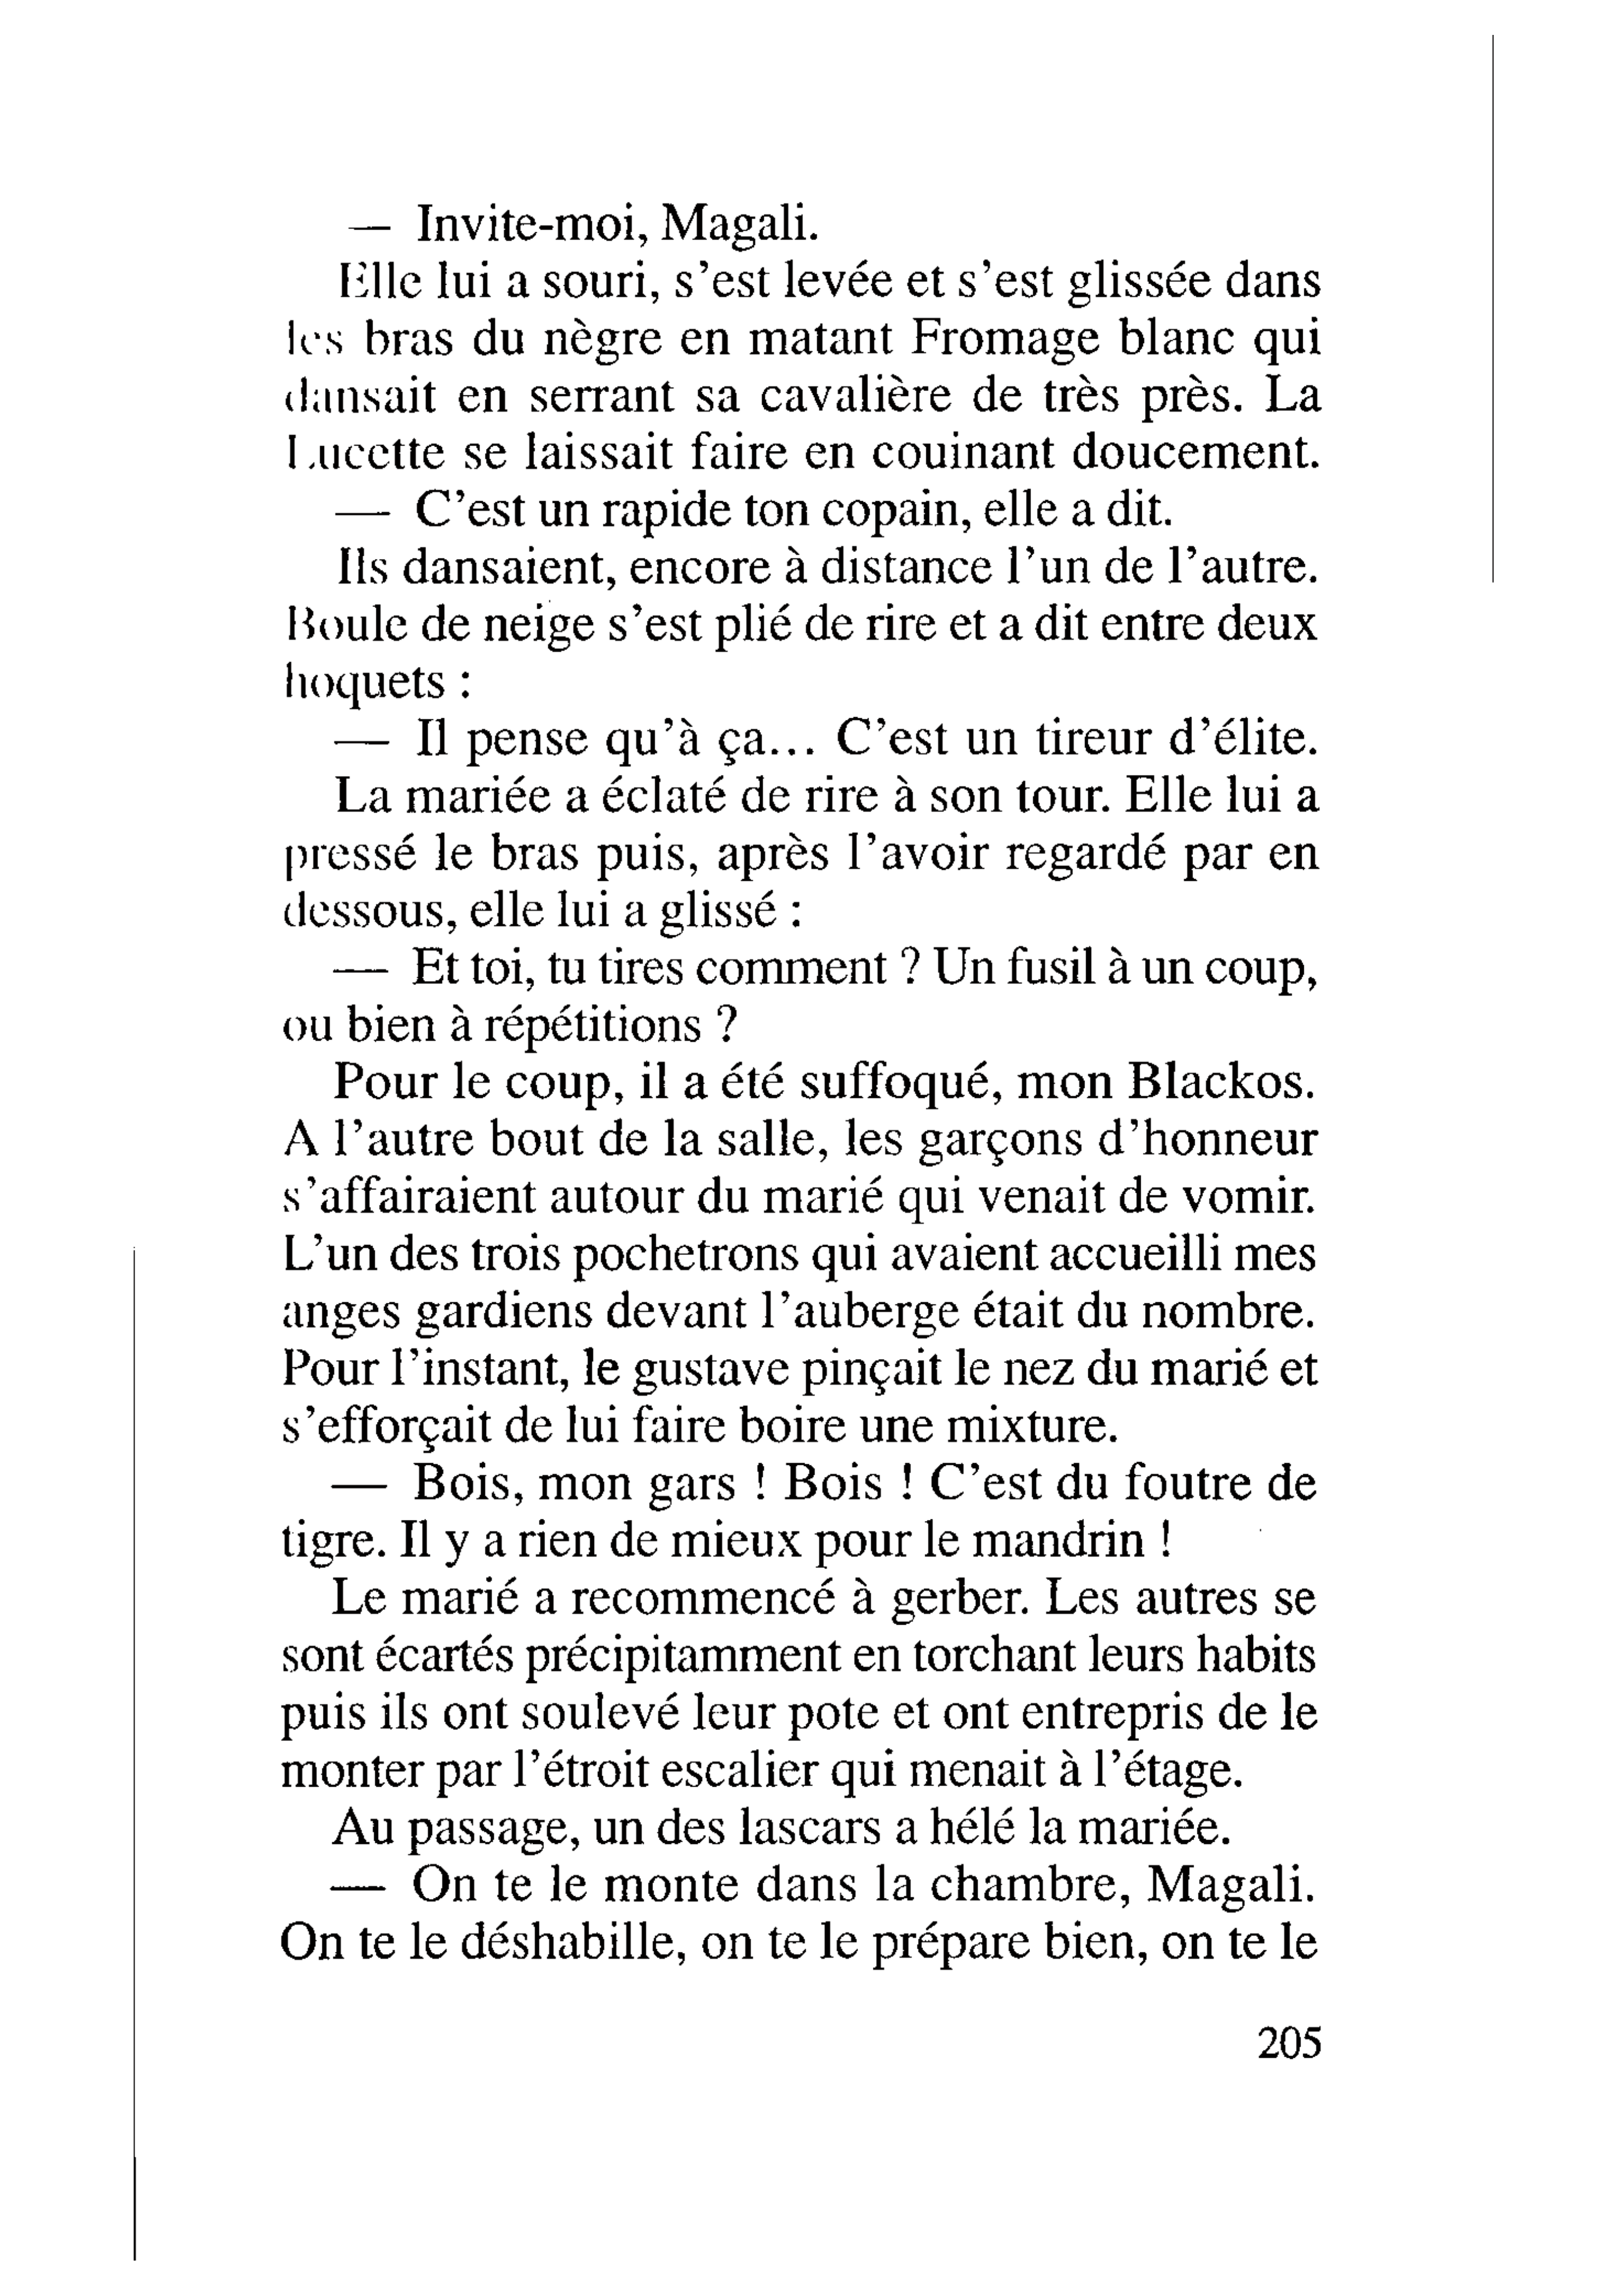 — Invite-moi, Magali.
Elle lui a souri, s'est levée et s'est glissée dans
les bras du nègre en matant Fromage blanc qui
dansait en serrant sa cavalière de très près. La
Lucette se laissait faire en couinant doucement.
— C'est un rapide ton copain, elle a dit.
Ils dansaient, encore à distance l'un de l'autre.
Boule de neige s'est plié de rire et a dit entre deux
hoquets :
— Il pense qu'à ça... C'est un tireur d'élite.
La mariée a éclaté de rire à son tour. Elle lui a
pressé le bras puis, après l'avoir regardé par en
dessous, elle lui a glissé :
— Et toi, tu tires comment ? Un fusil à un coup,
ou bien à répétitions ?
Pour le coup, il a été suffoqué, mon Blackos.
A l'autre bout de la salle, les garçons d'honneur
s'affairaient autour du marié qui venait de vomir.
L'un des trois pochetrons qui avaient accueilli mes
anges gardiens devant l'auberge était du nombre.
Pour l'instant, le gustave pinçait le nez du marié et
s'efforçait de lui faire boire une mixture.
— Bois, mon gars ! Bois ! C'est du foutre de
tigre. Il y a rien de mieux pour le mandrin !
Le marié a recommencé à gerber. Les autres se
sont écartés précipitamment en torchant leurs habits
puis ils ont soulevé leur pote et ont entrepris de le
monter par l'étroit escalier qui menait à l'étage.
Au passage, un des lascars a hélé la mariée.
— On te le monte dans la chambre, Magali.
On te le déshabille, on te le prépare bien, on te le
205